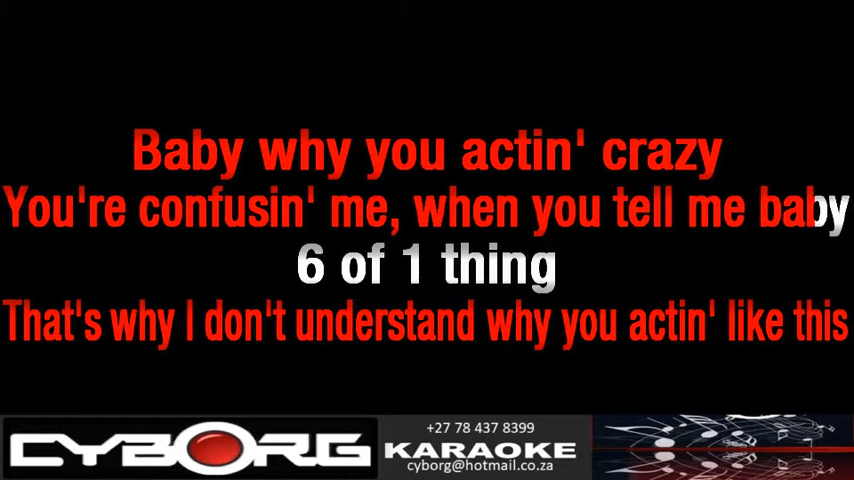 Baby why you actin' crazy
You're confusin' me, when you tell me baby
6 of 1 thing
That's why I don't understand why you actin' like this
CYBORG
+27 78 437 8399
KARAOKE
cyborg@hotmail.co.za